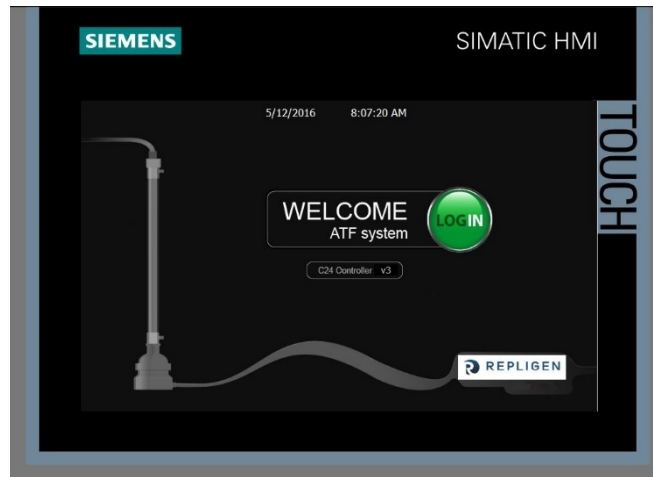 SIEMENS
SIMATIC HMI
TOUCH
5/12/2016 8:07:20 AM
WELCOME
ATF system
LOGIN
C24 Controller v3
REPLIGEN